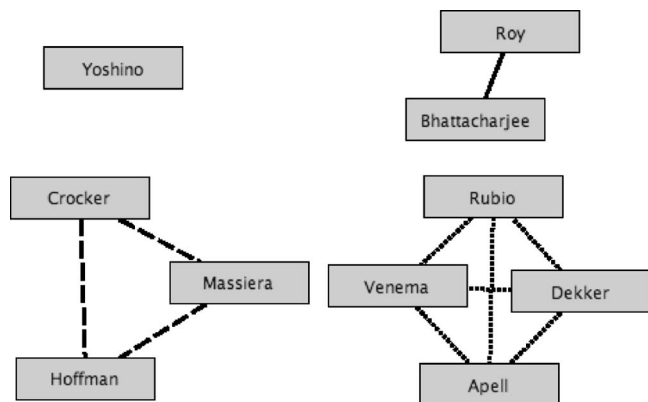 Roy
Yoshino
Bhattacharjee
Crocker
Rubio
Massiera
Venema
Dekker
Hoffman
Apell